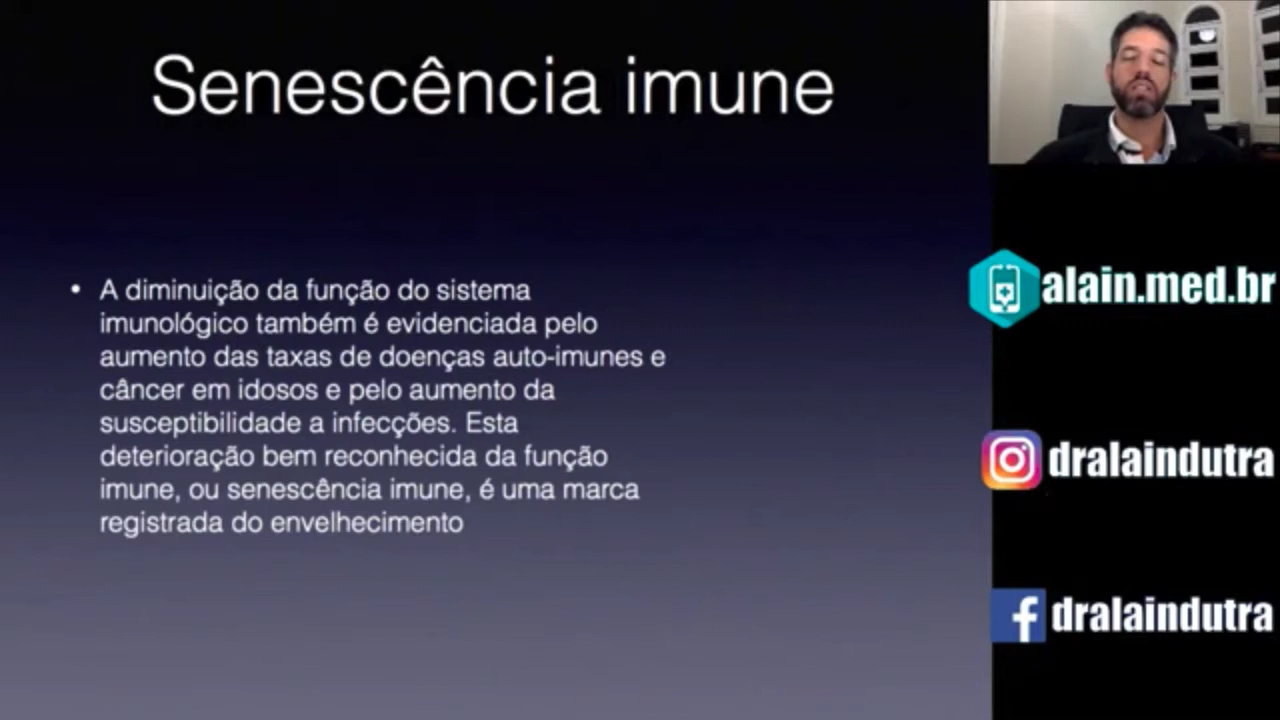 Senescência imune
• A diminuição da função do sistema
imunológico também é evidenciada pelo
aumento das taxas de doenças auto-imunes e
câncer em idosos e pelo aumento da
susceptibilidade a infecções. Esta
deterioração bem reconhecida da função
imune, ou senescência imune, é uma marca
registrada do envelhecimento
alain.med.br
dralaindutra
dralaindutra